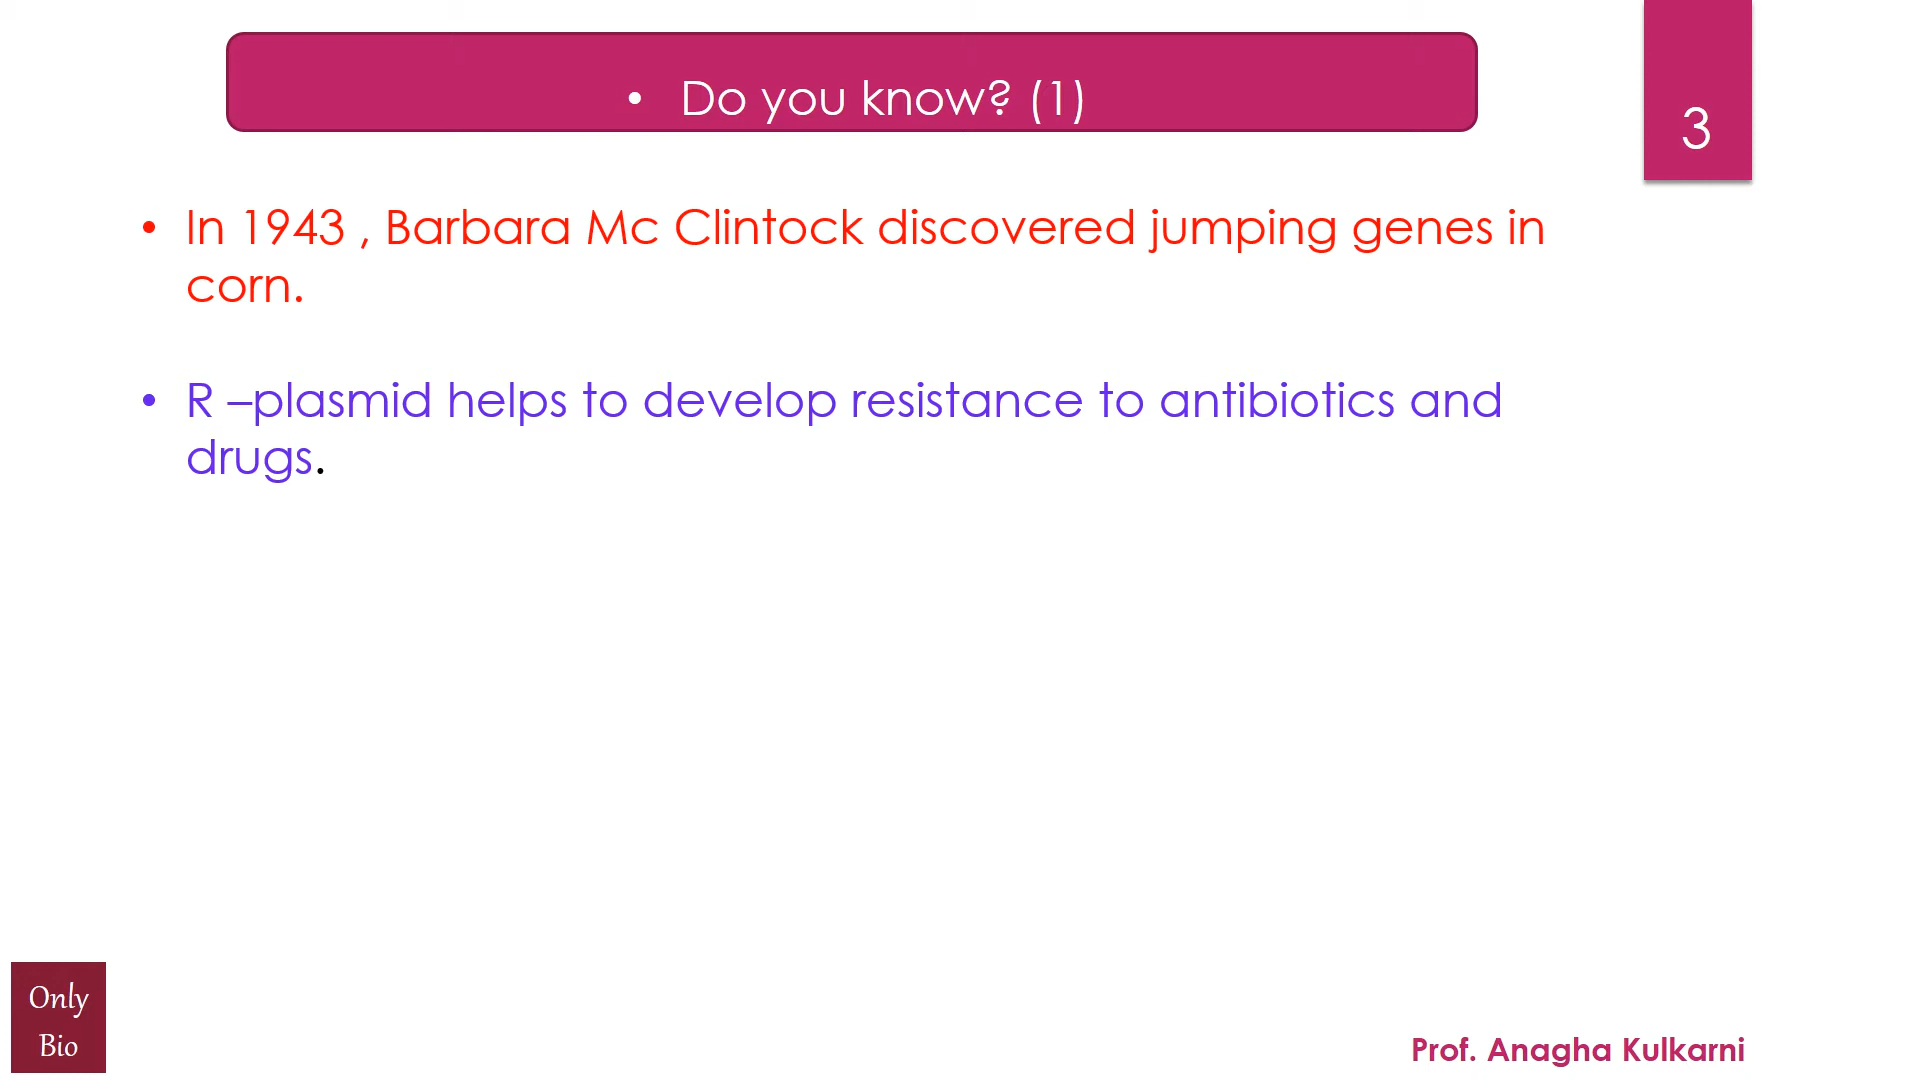 • Do you know? (1)
3
• In 1943 , Barbara Mc Clintock discovered jumping genes in
corn.
• R –plasmid helps to develop resistance to antibiotics and
drugs.
Only
Bio
Prof. Anagha Kulkarni